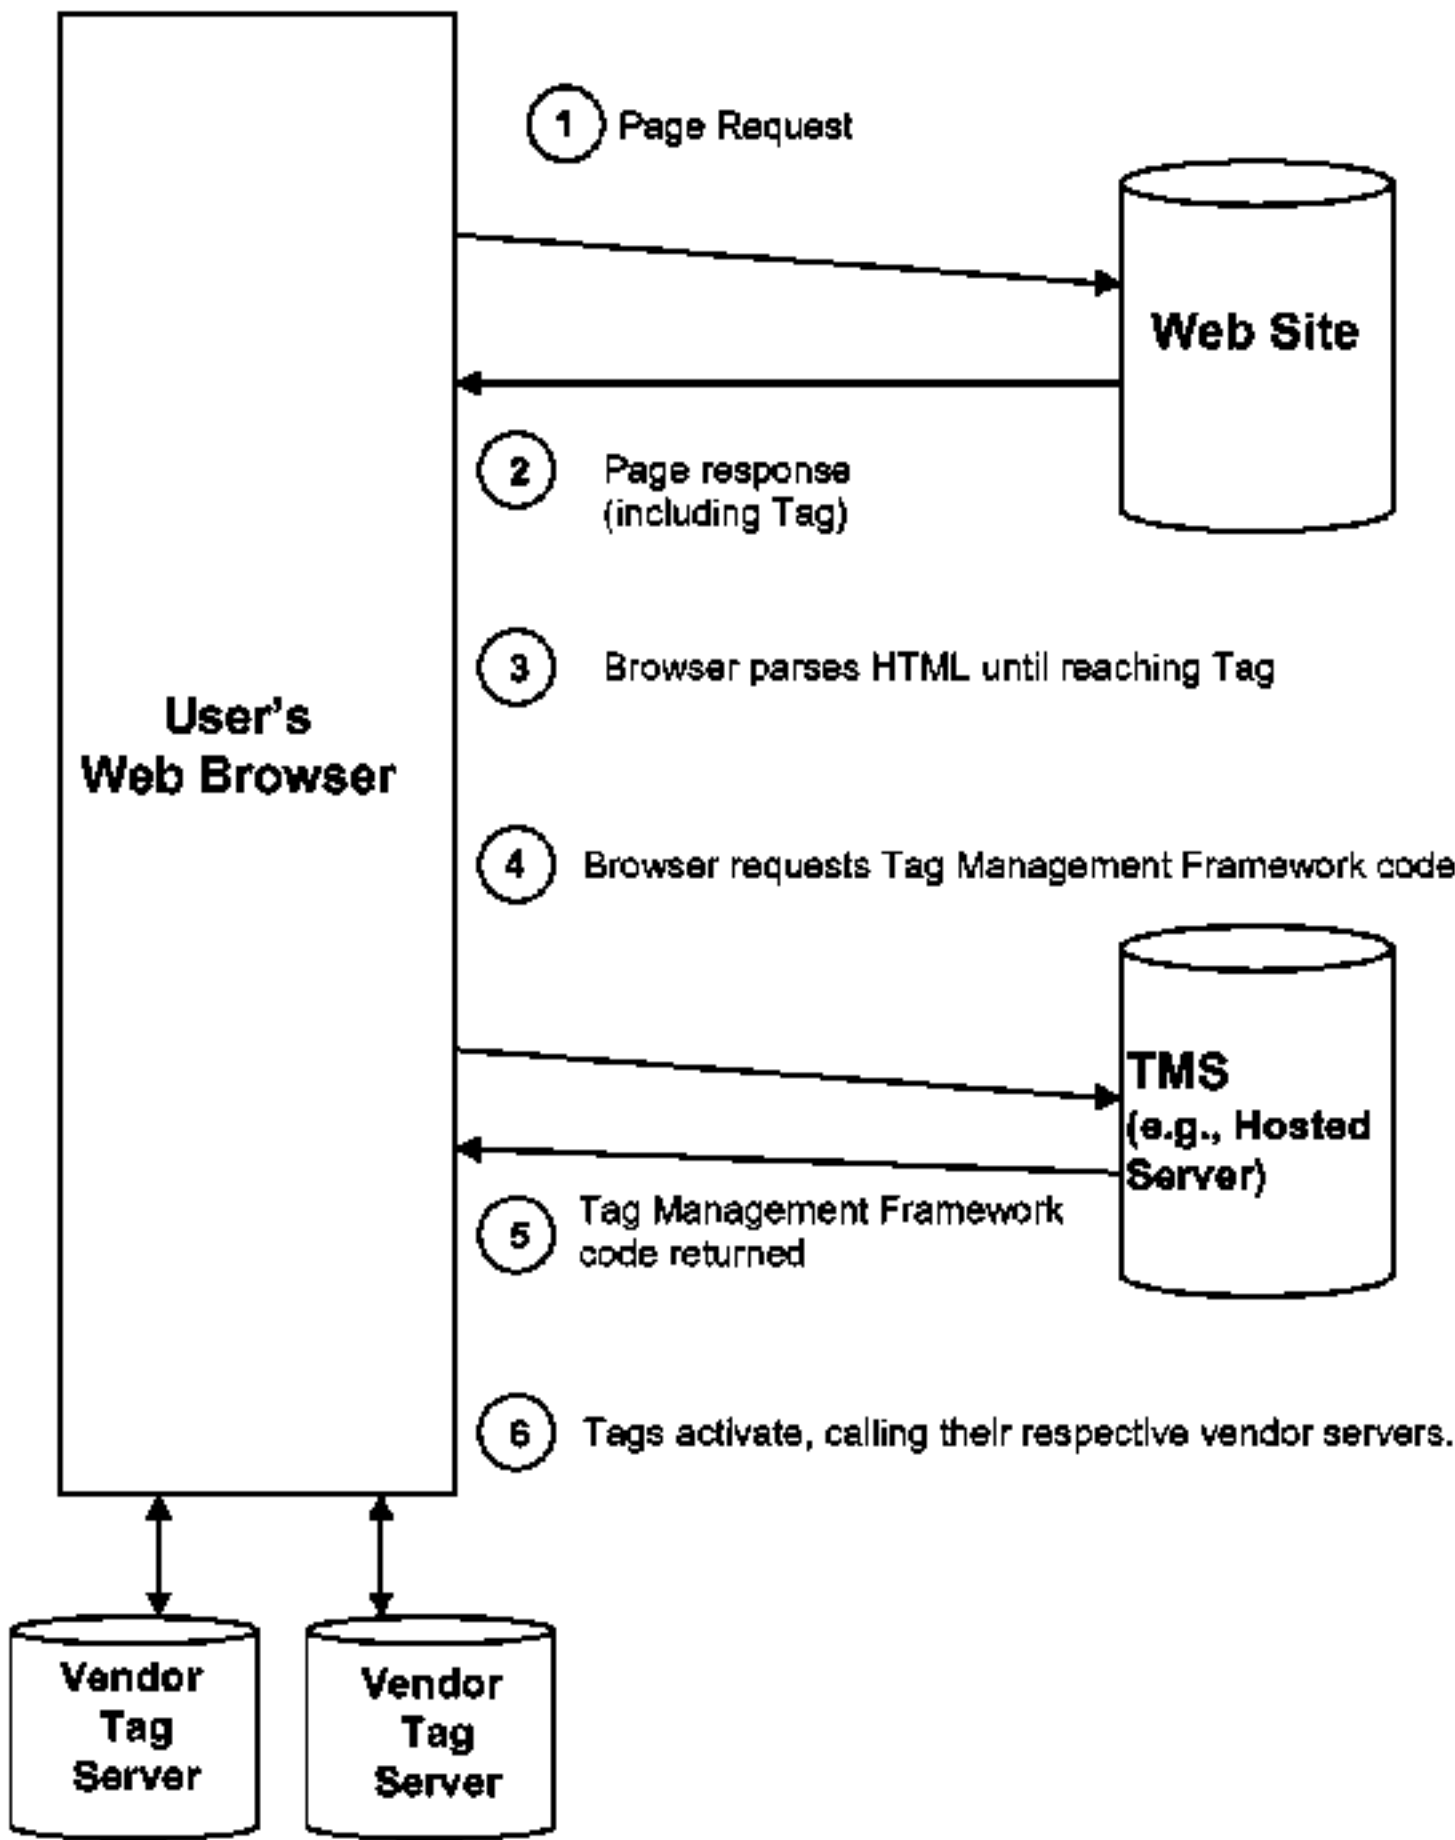 1 Page Request
Web Site
2 Page response
(including Tag)
3 Browser parses HTML until reaching Tag
User's
Web Browser
4 Browser requests Tag Management Framework code
TMS
(e.g., Hosted
Server)
5 Tag Management Framework
code returned
6 Tags activate, calling their respective vendor servers.
Vendor
Tag
Server
Vendor
Tag
Server